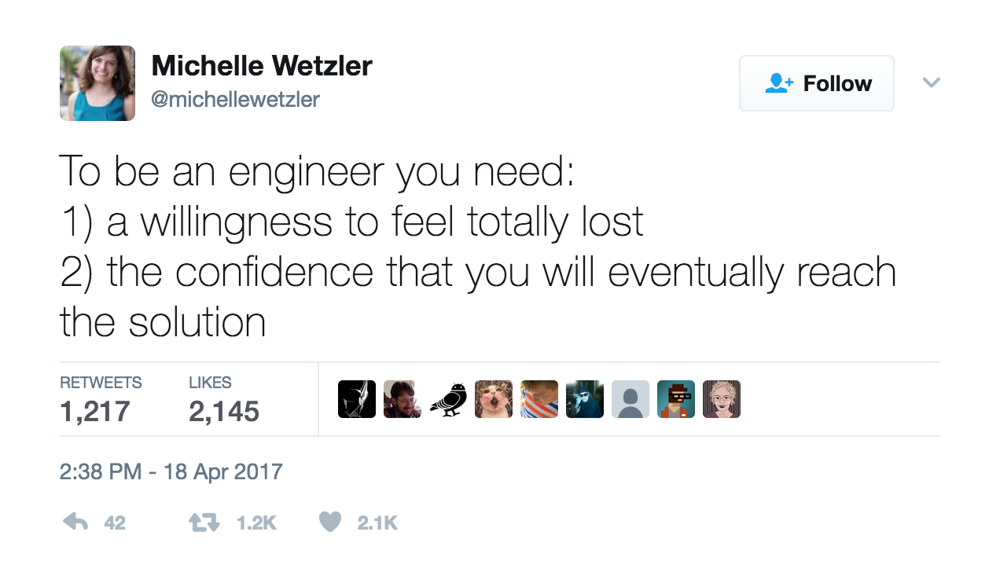 Michelle Wetzler
@michellewetzler
Follow
To be an engineer you need:
1) a willingness to feel totally lost
2) the confidence that you will eventually reach
the solution
RETWEETS LIKES
1,217 2,145
2:38 PM - 18 Apr 2017
42 1.2K 2.1K